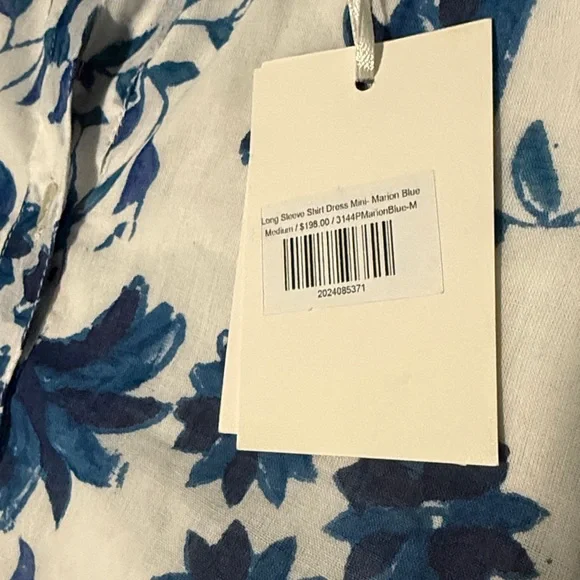 Long Sleeve Shirt Dress Mini- Marion Blue
Medium / $198.00 / 3144PMarionBlue-M
2024085371